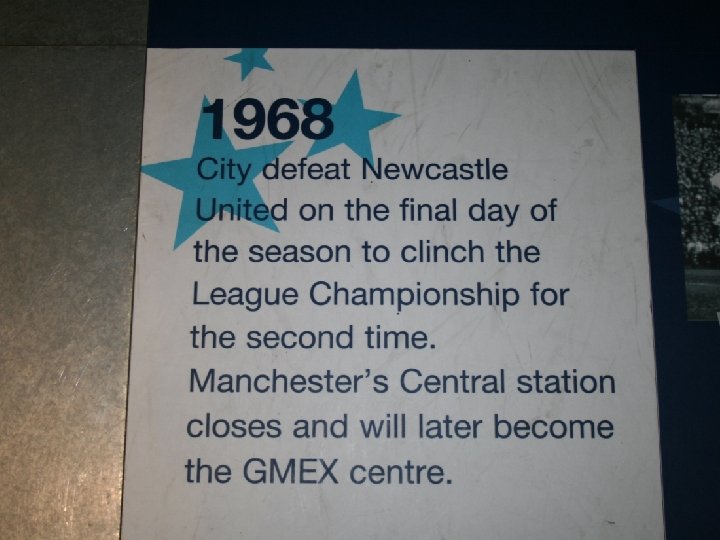 1968
City defeat Newcastle
United on the final day of
the season to clinch the
League Championship for
the second time.
Manchester's Central station
closes and will later become
the GMEX centre.